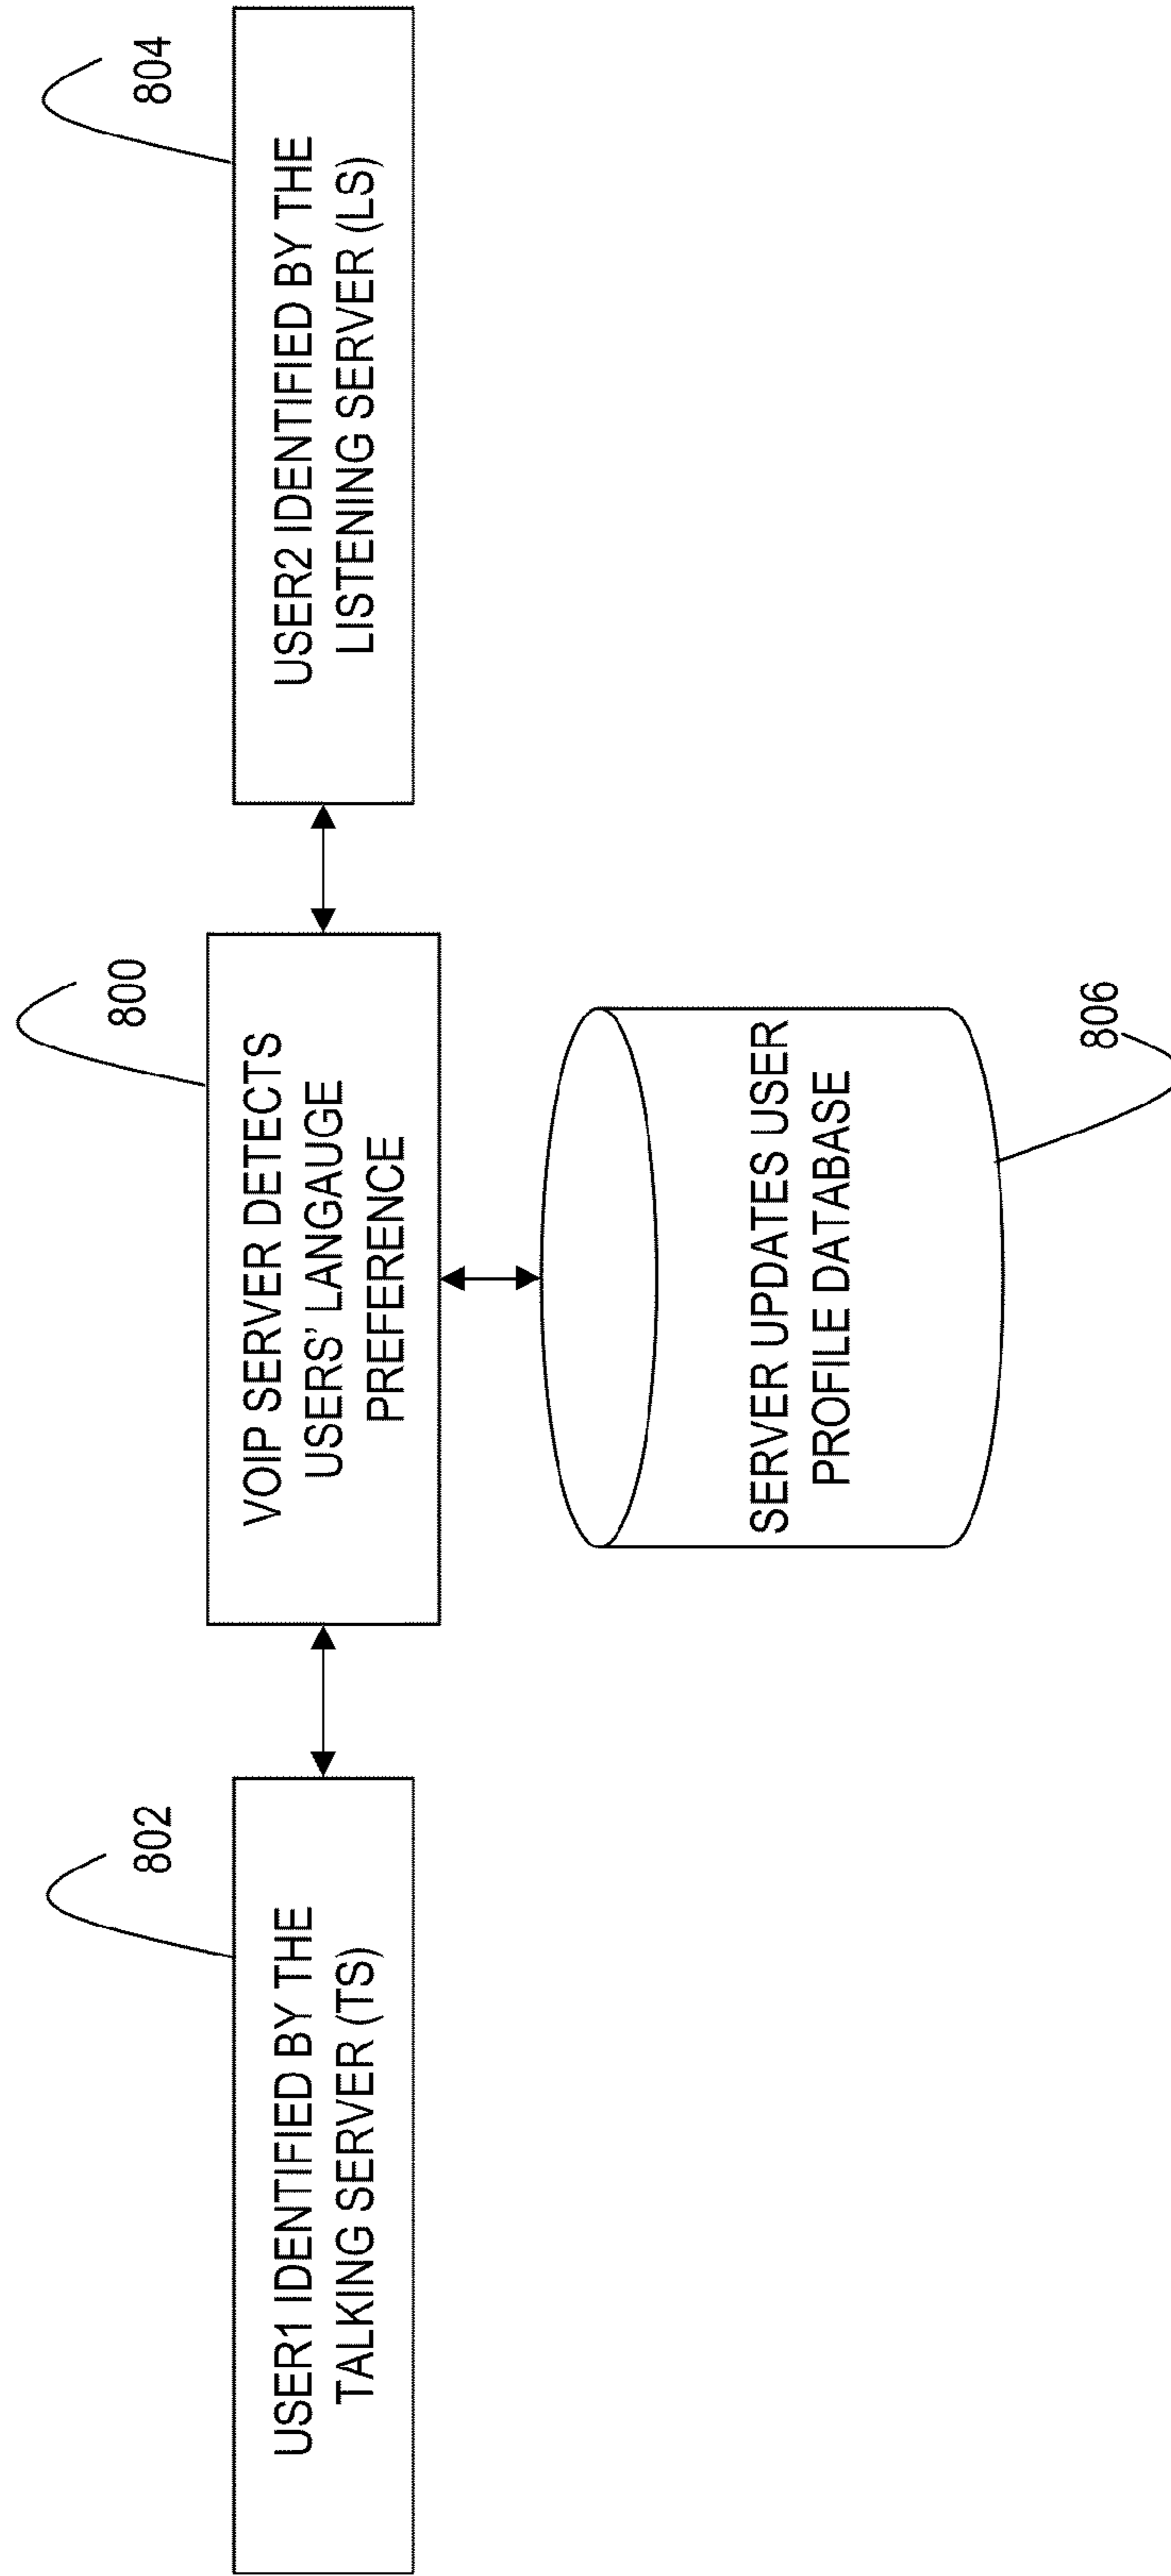 802
USER1 IDENTIFIED BY THE
TALKING SERVER (TS)
800
VOIP SERVER DETECTS
USERS' LANGAUGE
PREFERENCE
804
USER2 IDENTIFIED BY THE
LISTENING SERVER (LS)
SERVER UPDATES USER
PROFILE DATABASE
806